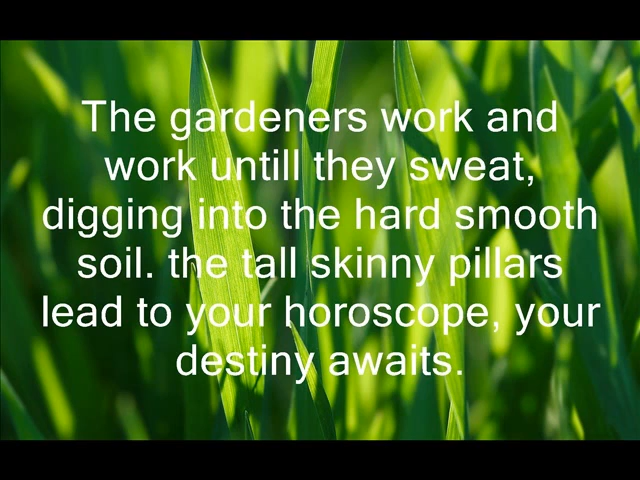 The gardeners work and
work untill they sweat,
digging into the hard smooth
soil. the tall skinny pillars
lead to your horoscope, your
destiny awaits.